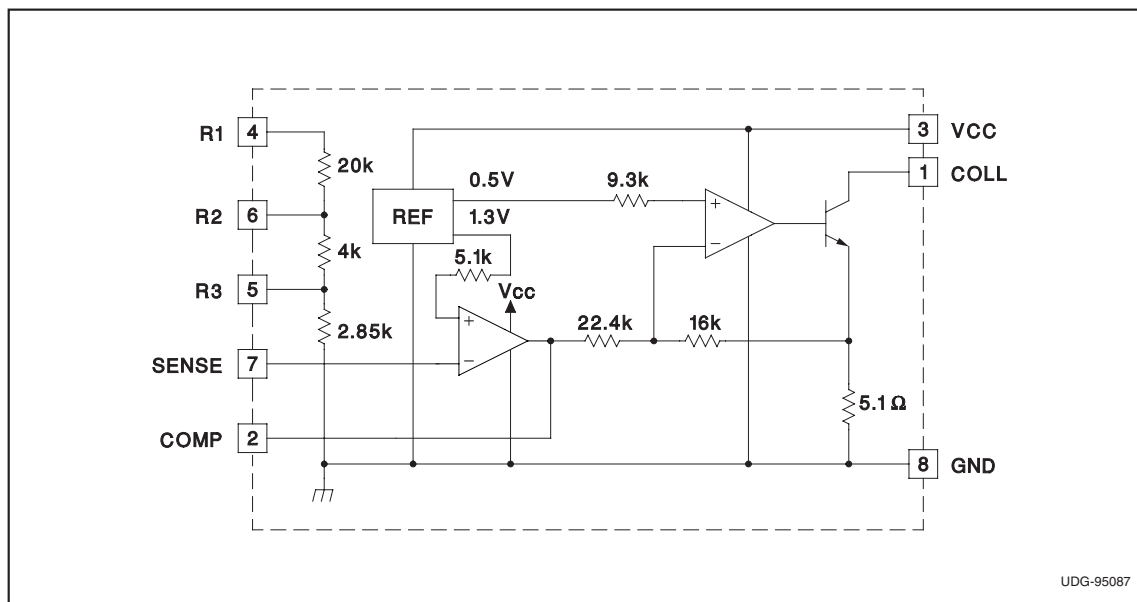 R1 4
20k
R2 6
4k
R3 5
2.85k
SENSE 7
COMP 2
REF
0.5V
1.3V
5.1k
Vcc
+
−
22.4k
16k
9.3k
+
−
5.1 Ω
3 VCC
1 COLL
8 GND
UDG-95087